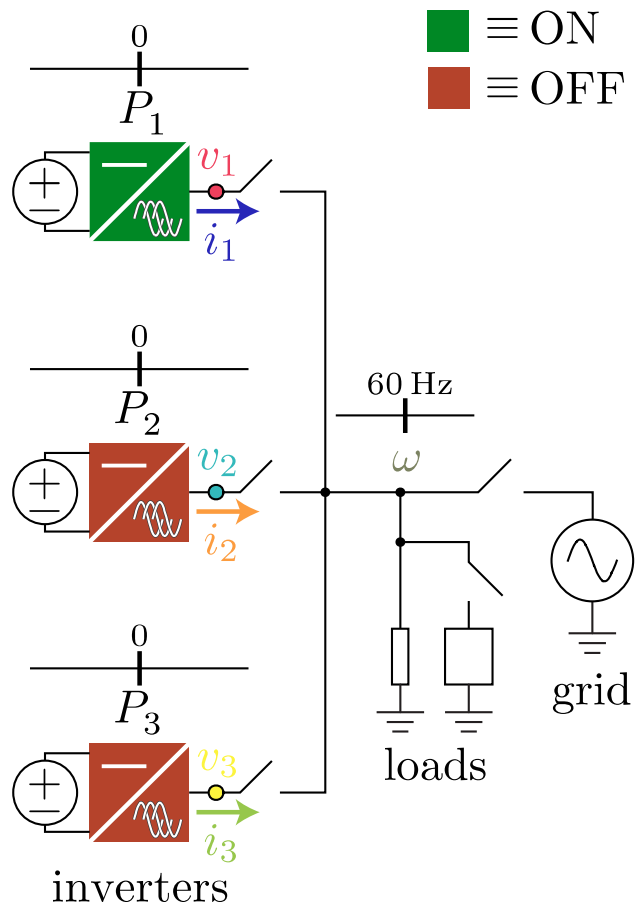 ≡ ON
≡ OFF
0
P₁
v₁
i₁
0
P₂
v₂
i₂
60 Hz
ω
0
P₃
v₃
i₃
grid
loads
inverters